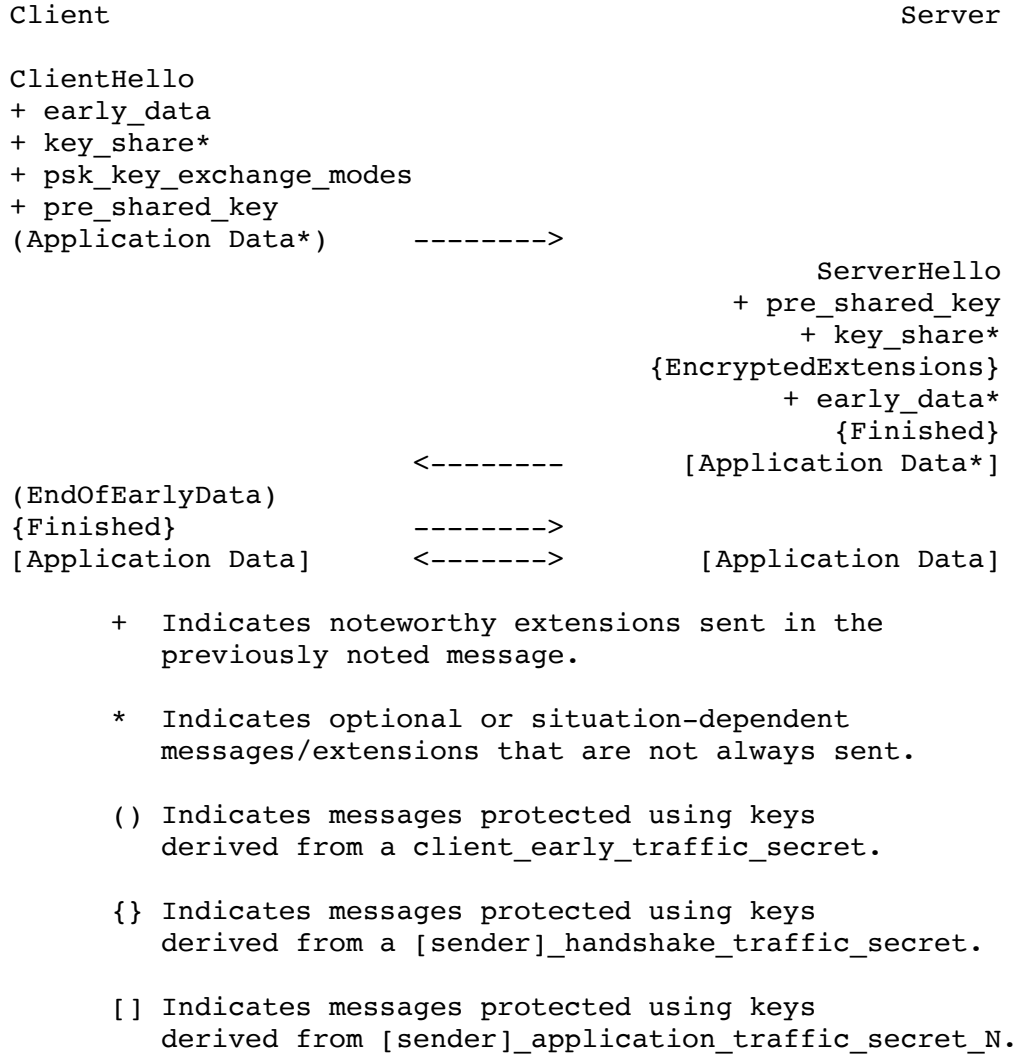 Client                                               Server

ClientHello
+ early_data
+ key_share*
+ psk_key_exchange_modes
+ pre_shared_key
(Application Data*)     -------->
                                                ServerHello
                                           + pre_shared_key
                                               + key_share*
                                      {EncryptedExtensions}
                                              + early_data*
                                                 {Finished}
                        <--------       [Application Data*]
(EndOfEarlyData)
{Finished}              -------->
[Application Data]      <------->        [Application Data]

      +  Indicates noteworthy extensions sent in the
         previously noted message.

      *  Indicates optional or situation-dependent
         messages/extensions that are not always sent.

      () Indicates messages protected using keys
         derived from a client_early_traffic_secret.

      {} Indicates messages protected using keys
         derived from a [sender]_handshake_traffic_secret.

      [] Indicates messages protected using keys
         derived from [sender]_application_traffic_secret_N.